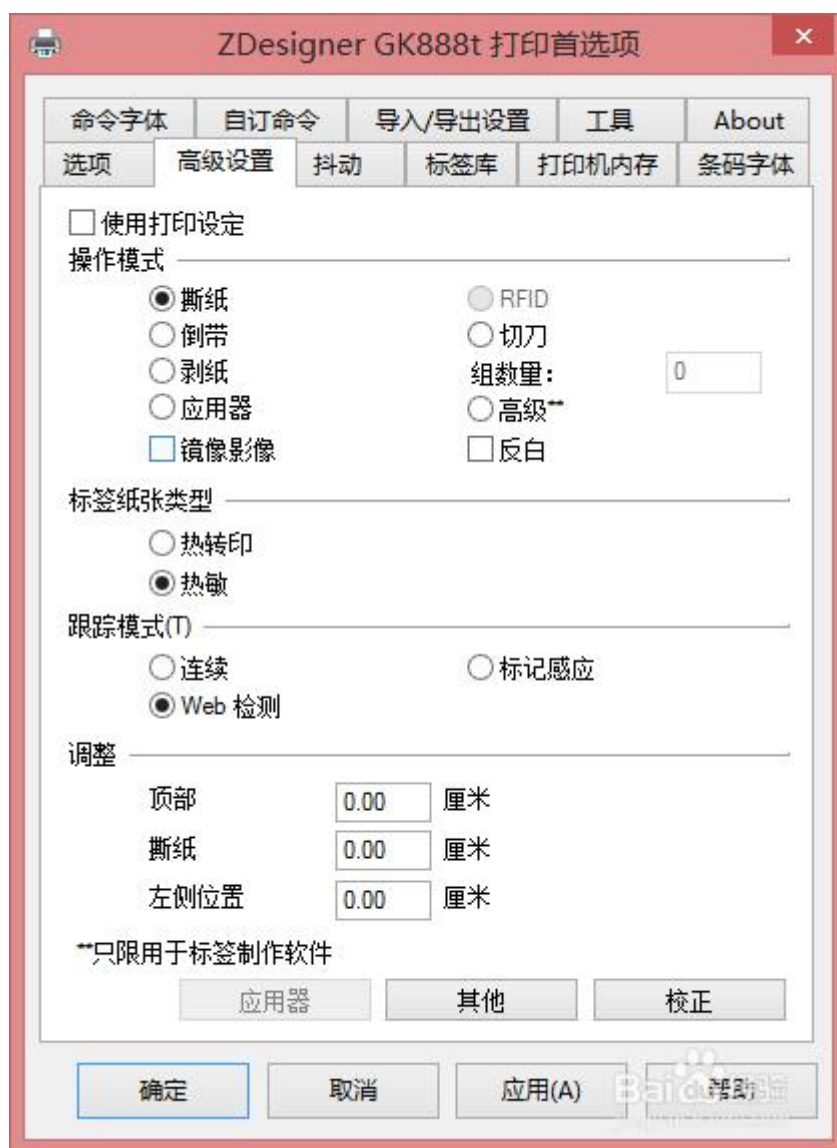 ZDesigner GK888t 打印首选项
命令字体 自订命令 导入/导出设置 工具 About
选项 高级设置 抖动 标签库 打印机内存 条码字体
使用打印设定
操作模式
撕纸 RFID
倒带 切刀
剥纸 组数量: 0
应用器 高级**
镜像影像 反白
标签纸张类型
热转印
热敏
跟踪模式(T)
连续 标记感应
Web 检测
调整
顶部 0.00 厘米
撕纸 0.00 厘米
左侧位置 0.00 厘米
**只限用于标签制作软件
应用器 其他 校正
确定 取消 应用(A) 帮助